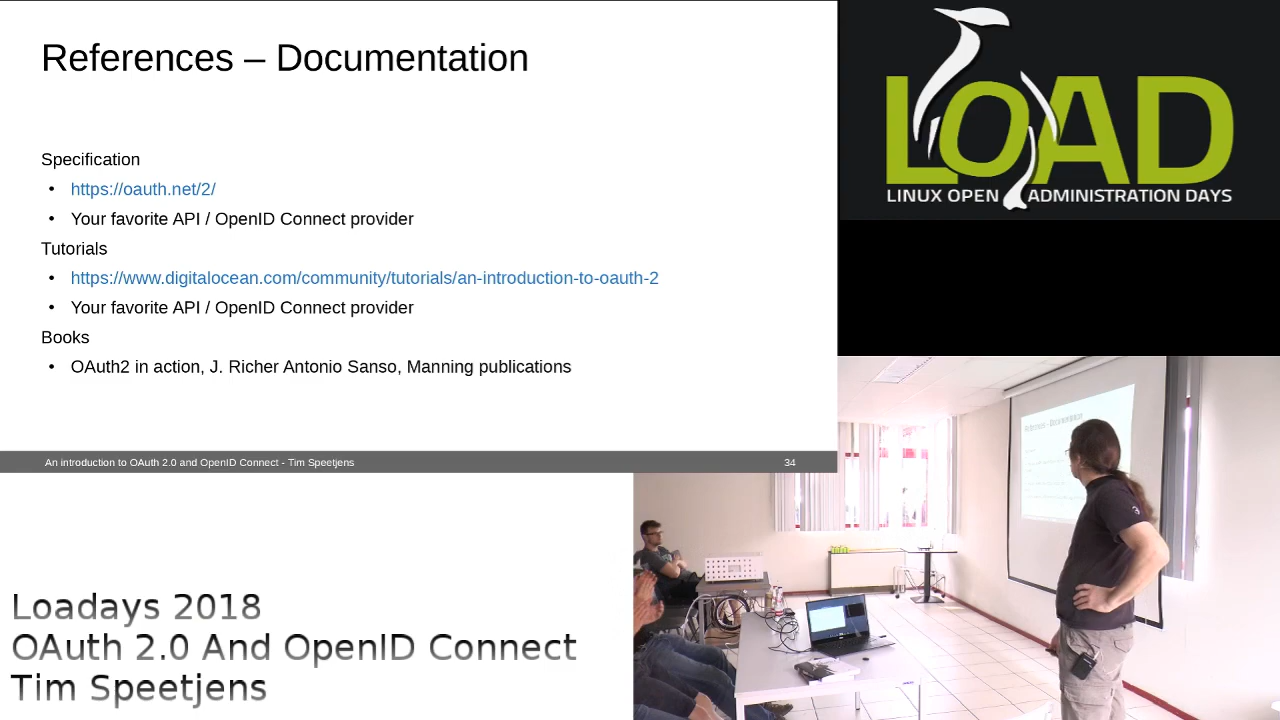 References – Documentation
Specification
• https://oauth.net/2/
• Your favorite API / OpenID Connect provider
Tutorials
• https://www.digitalocean.com/community/tutorials/an-introduction-to-oauth-2
• Your favorite API / OpenID Connect provider
Books
• OAuth2 in action, J. Richer Antonio Sanso, Manning publications
An introduction to OAuth 2.0 and OpenID Connect - Tim Speetjens 34
LOAD
LINUX OPEN ADMINISTRATION DAYS
References – Documentation
Loadays 2018
OAuth 2.0 And OpenID Connect
Tim Speetjens